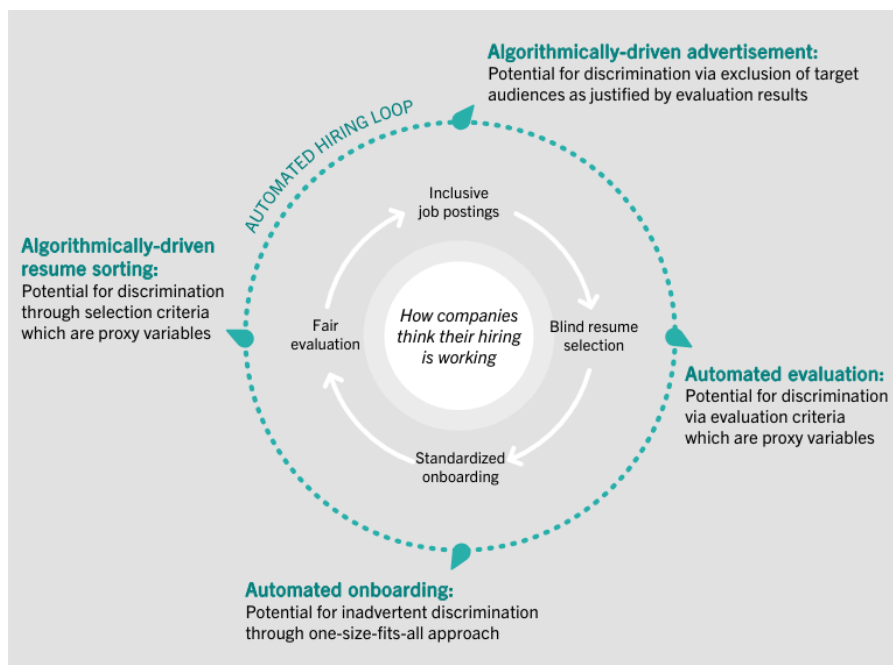 Algorithmically-driven advertisement:
Potential for discrimination via exclusion of target
audiences as justified by evaluation results
AUTOMATED HIRING LOOP
Inclusive
job postings
Algorithmically-driven
resume sorting:
Potential for discrimination
through selection criteria
which are proxy variables
Fair
evaluation
How companies
think their hiring
is working
Blind resume
selection
Automated evaluation:
Potential for discrimination
via evaluation criteria
which are proxy variables
Standardized
onboarding
Automated onboarding:
Potential for inadvertent discrimination
through one-size-fits-all approach